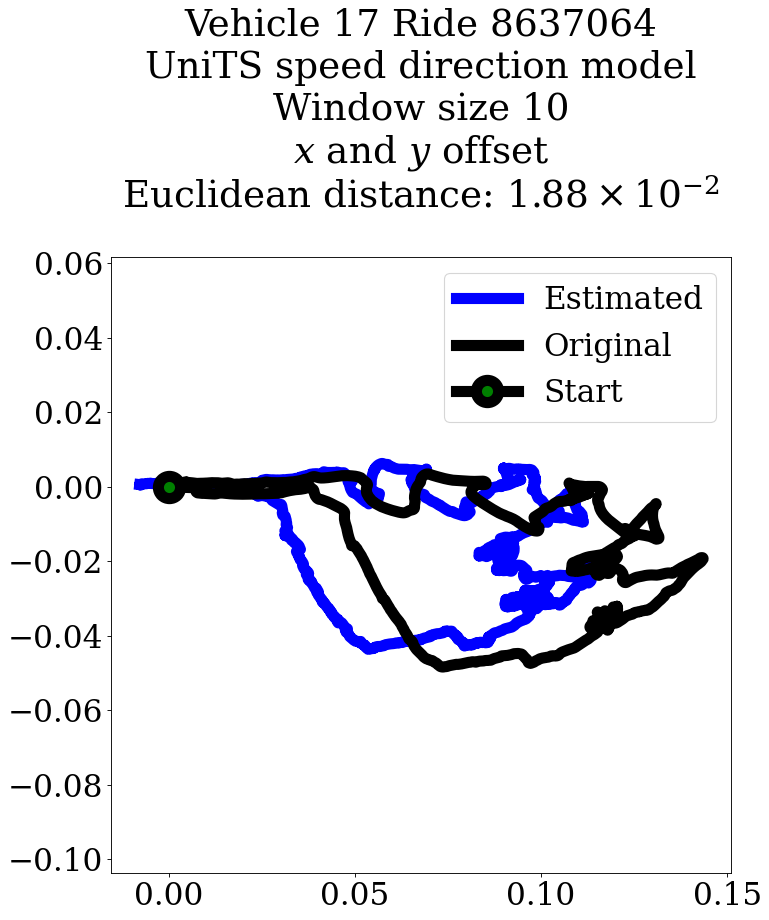 Vehicle 17 Ride 8637064
UniTS speed direction model
Window size 10
x and y offset
Euclidean distance: 1.88 × 10⁻²
Estimated
Original
Start
0.06
0.04
0.02
0.00
−0.02
−0.04
−0.06
−0.08
−0.10
0.00 0.05 0.10 0.15